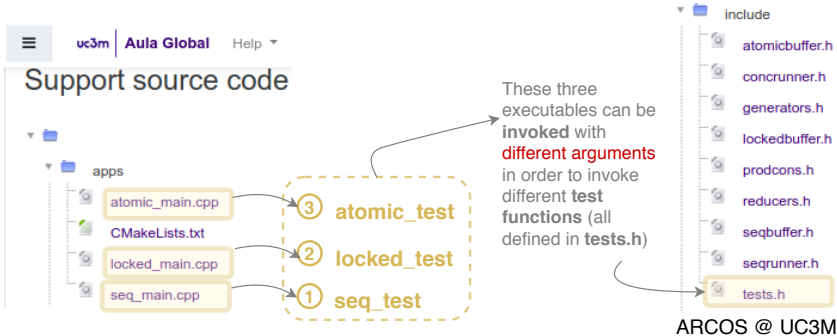 uc3m Aula Global Help
Support source code
apps
atomic_main.cpp
CMakeLists.txt
locked_main.cpp
seq_main.cpp
3 atomic_test
2 locked_test
1 seq_test
These three
executables can be
invoked with
different arguments
in order to invoke
different test
functions (all
defined in tests.h)
include
atomicbuffer.h
concrunner.h
generators.h
lockedbuffer.h
prodcons.h
reducers.h
seqbuffer.h
seqrunner.h
tests.h
ARCOS @ UC3M